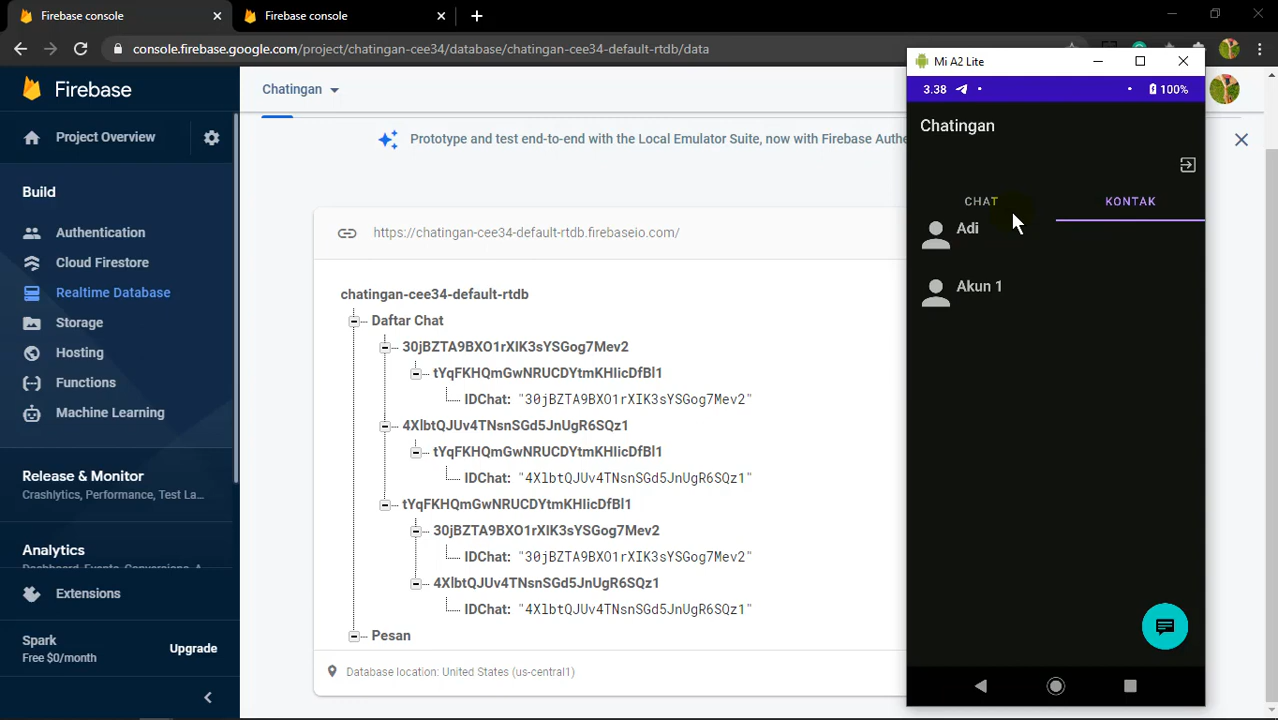 Firebase console
Firebase console
console.firebase.google.com/project/chatingan-cee34/database/chatingan-cee34-default-rtdb/data
Firebase
Project Overview
Build
Authentication
Cloud Firestore
Realtime Database
Storage
Hosting
Functions
Machine Learning
Release & Monitor
Crashlytics, Performance, Test La...
Analytics
Extensions
Spark
Free $0/month
Upgrade
Chatingan
Prototype and test end-to-end with the Local Emulator Suite, now with Firebase Authe
https://chatingan-cee34-default-rtdb.firebaseio.com/
chatingan-cee34-default-rtdb
Daftar Chat
30jBZTA9BXO1rXIK3sYSGog7Mev2
tYqFKHQmGwNRUCDYtmKHIicDfBl1
IDChat: "30jBZTA9BXO1rXIK3sYSGog7Mev2"
4XlbtQJUv4TNsnSGd5JnUgR6SQz1
tYqFKHQmGwNRUCDYtmKHIicDfBl1
IDChat: "4XlbtQJUv4TNsnSGd5JnUgR6SQz1"
tYqFKHQmGwNRUCDYtmKHIicDfBl1
30jBZTA9BXO1rXIK3sYSGog7Mev2
IDChat: "30jBZTA9BXO1rXIK3sYSGog7Mev2"
4XlbtQJUv4TNsnSGd5JnUgR6SQz1
IDChat: "4XlbtQJUv4TNsnSGd5JnUgR6SQz1"
Pesan
Database location: United States (us-central1)
Mi A2 Lite
3.38
100%
Chatingan
CHAT
KONTAK
Adi
Akun 1